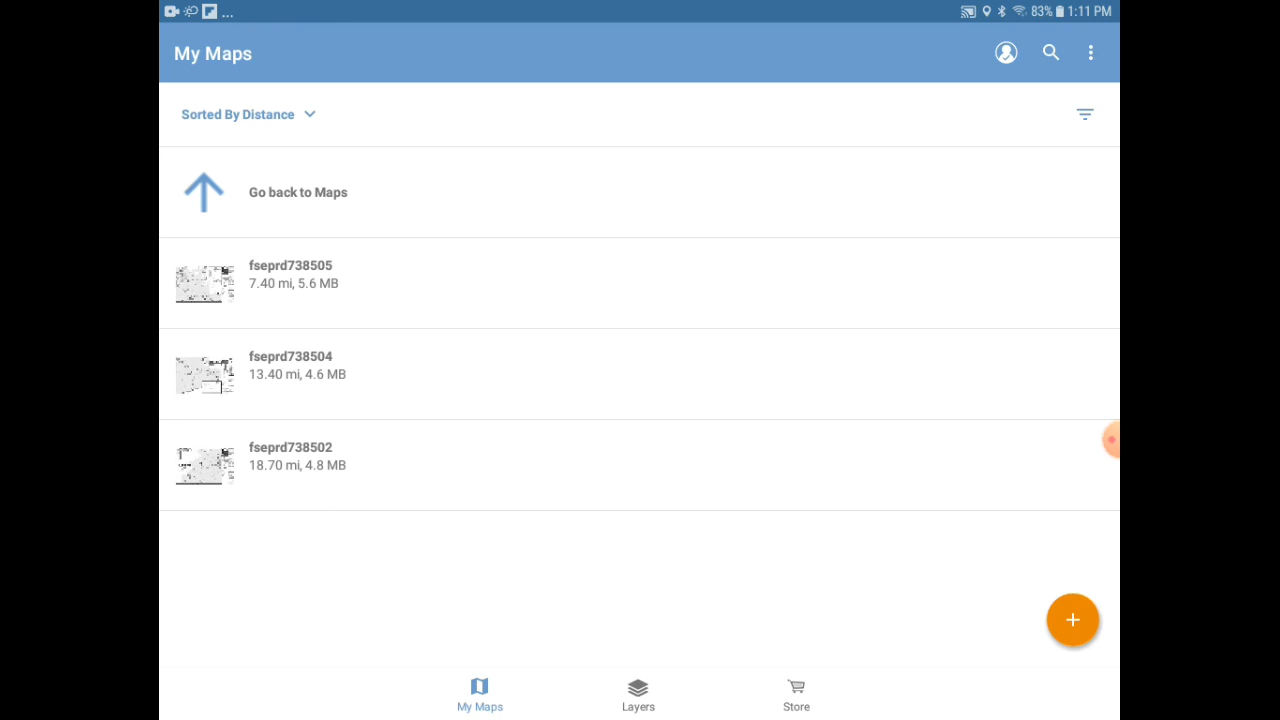 ... 83% 1:11 PM
My Maps
Sorted By Distance
Go back to Maps
fseprd738505
7.40 mi, 5.6 MB
fseprd738504
13.40 mi, 4.6 MB
fseprd738502
18.70 mi, 4.8 MB
My Maps Layers Store